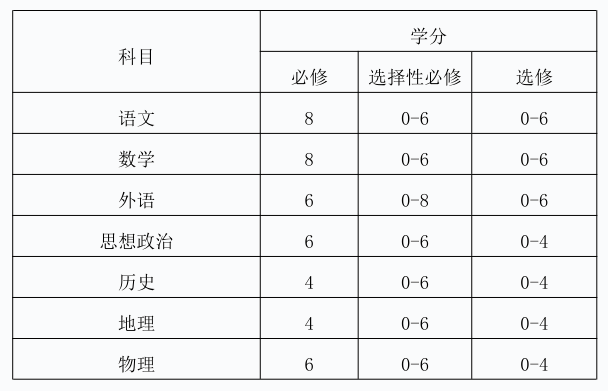 科目 学分
必修 选择性必修 选修
语文 8 0-6 0-6
数学 8 0-6 0-6
外语 6 0-8 0-6
思想政治 6 0-6 0-4
历史 4 0-6 0-4
地理 4 0-6 0-4
物理 6 0-6 0-4